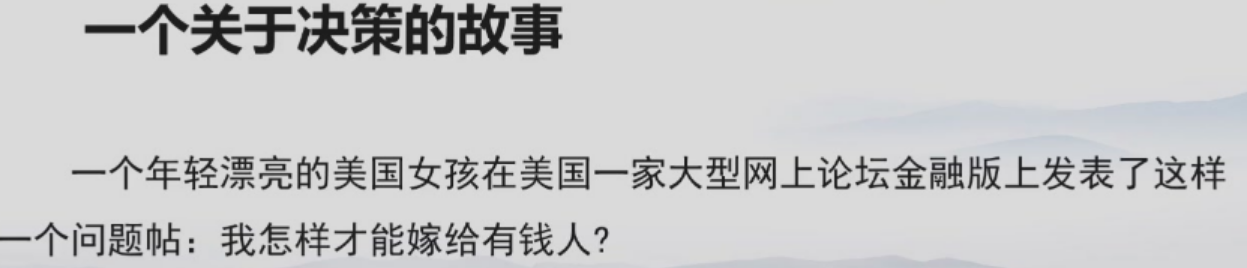 一个关于决策的故事
一个年轻漂亮的美国女孩在美国一家大型网上论坛金融版上发表了这样
一个问题帖：我怎样才能嫁给有钱人?